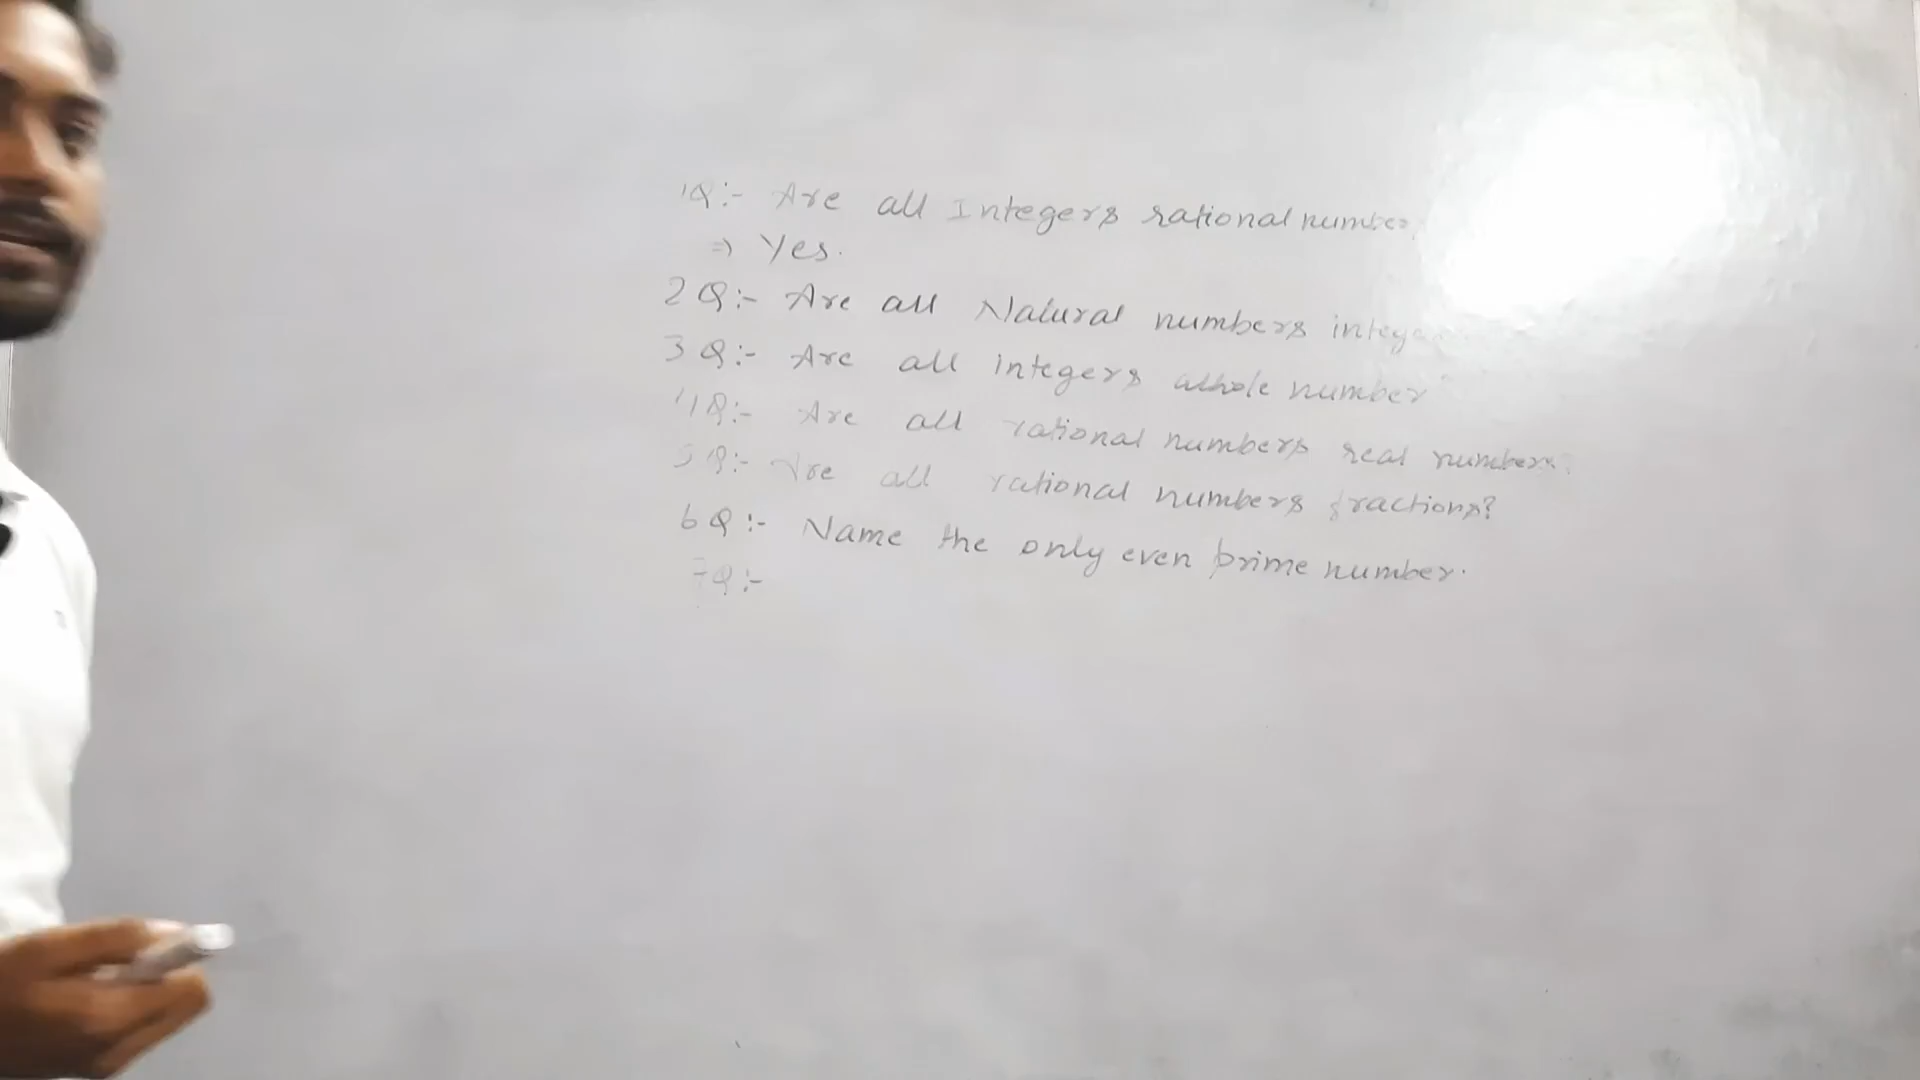 1Q:- Are all Integers rational number
⇒ Yes.
2Q:- Are all Natural numbers
3Q:- Are all integers whole number
4Q:- Are all rational numbers real numbers.
5Q:- Are all rational numbers fractions?
6Q:- Name the only even prime number.
7Q:-